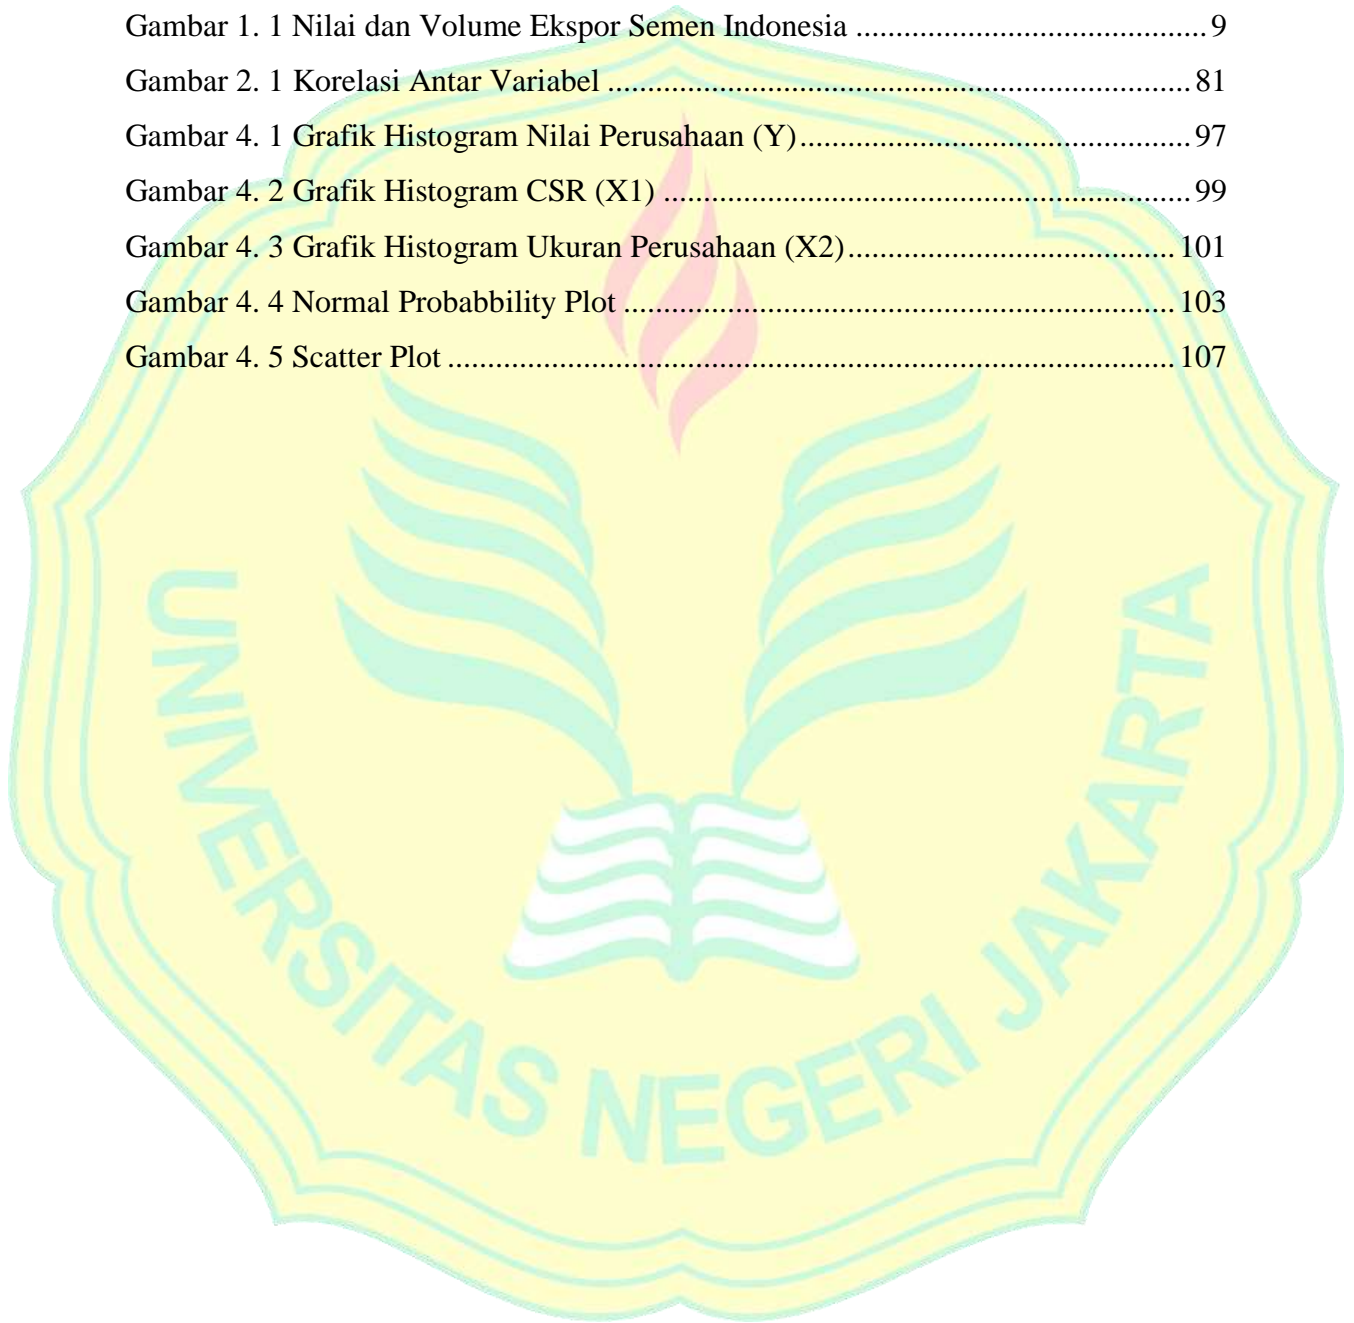 Gambar 1. 1 Nilai dan Volume Ekspor Semen Indonesia ........................................... 9
Gambar 2. 1 Korelasi Antar Variabel ........................................................................ 81
Gambar 4. 1 Grafik Histogram Nilai Perusahaan (Y)................................................ 97
Gambar 4. 2 Grafik Histogram CSR (X1) ................................................................. 99
Gambar 4. 3 Grafik Histogram Ukuran Perusahaan (X2)........................................ 101
Gambar 4. 4 Normal Probabbility Plot .................................................................... 103
Gambar 4. 5 Scatter Plot .......................................................................................... 107
UNIVERSITAS NEGERI JAKARTA